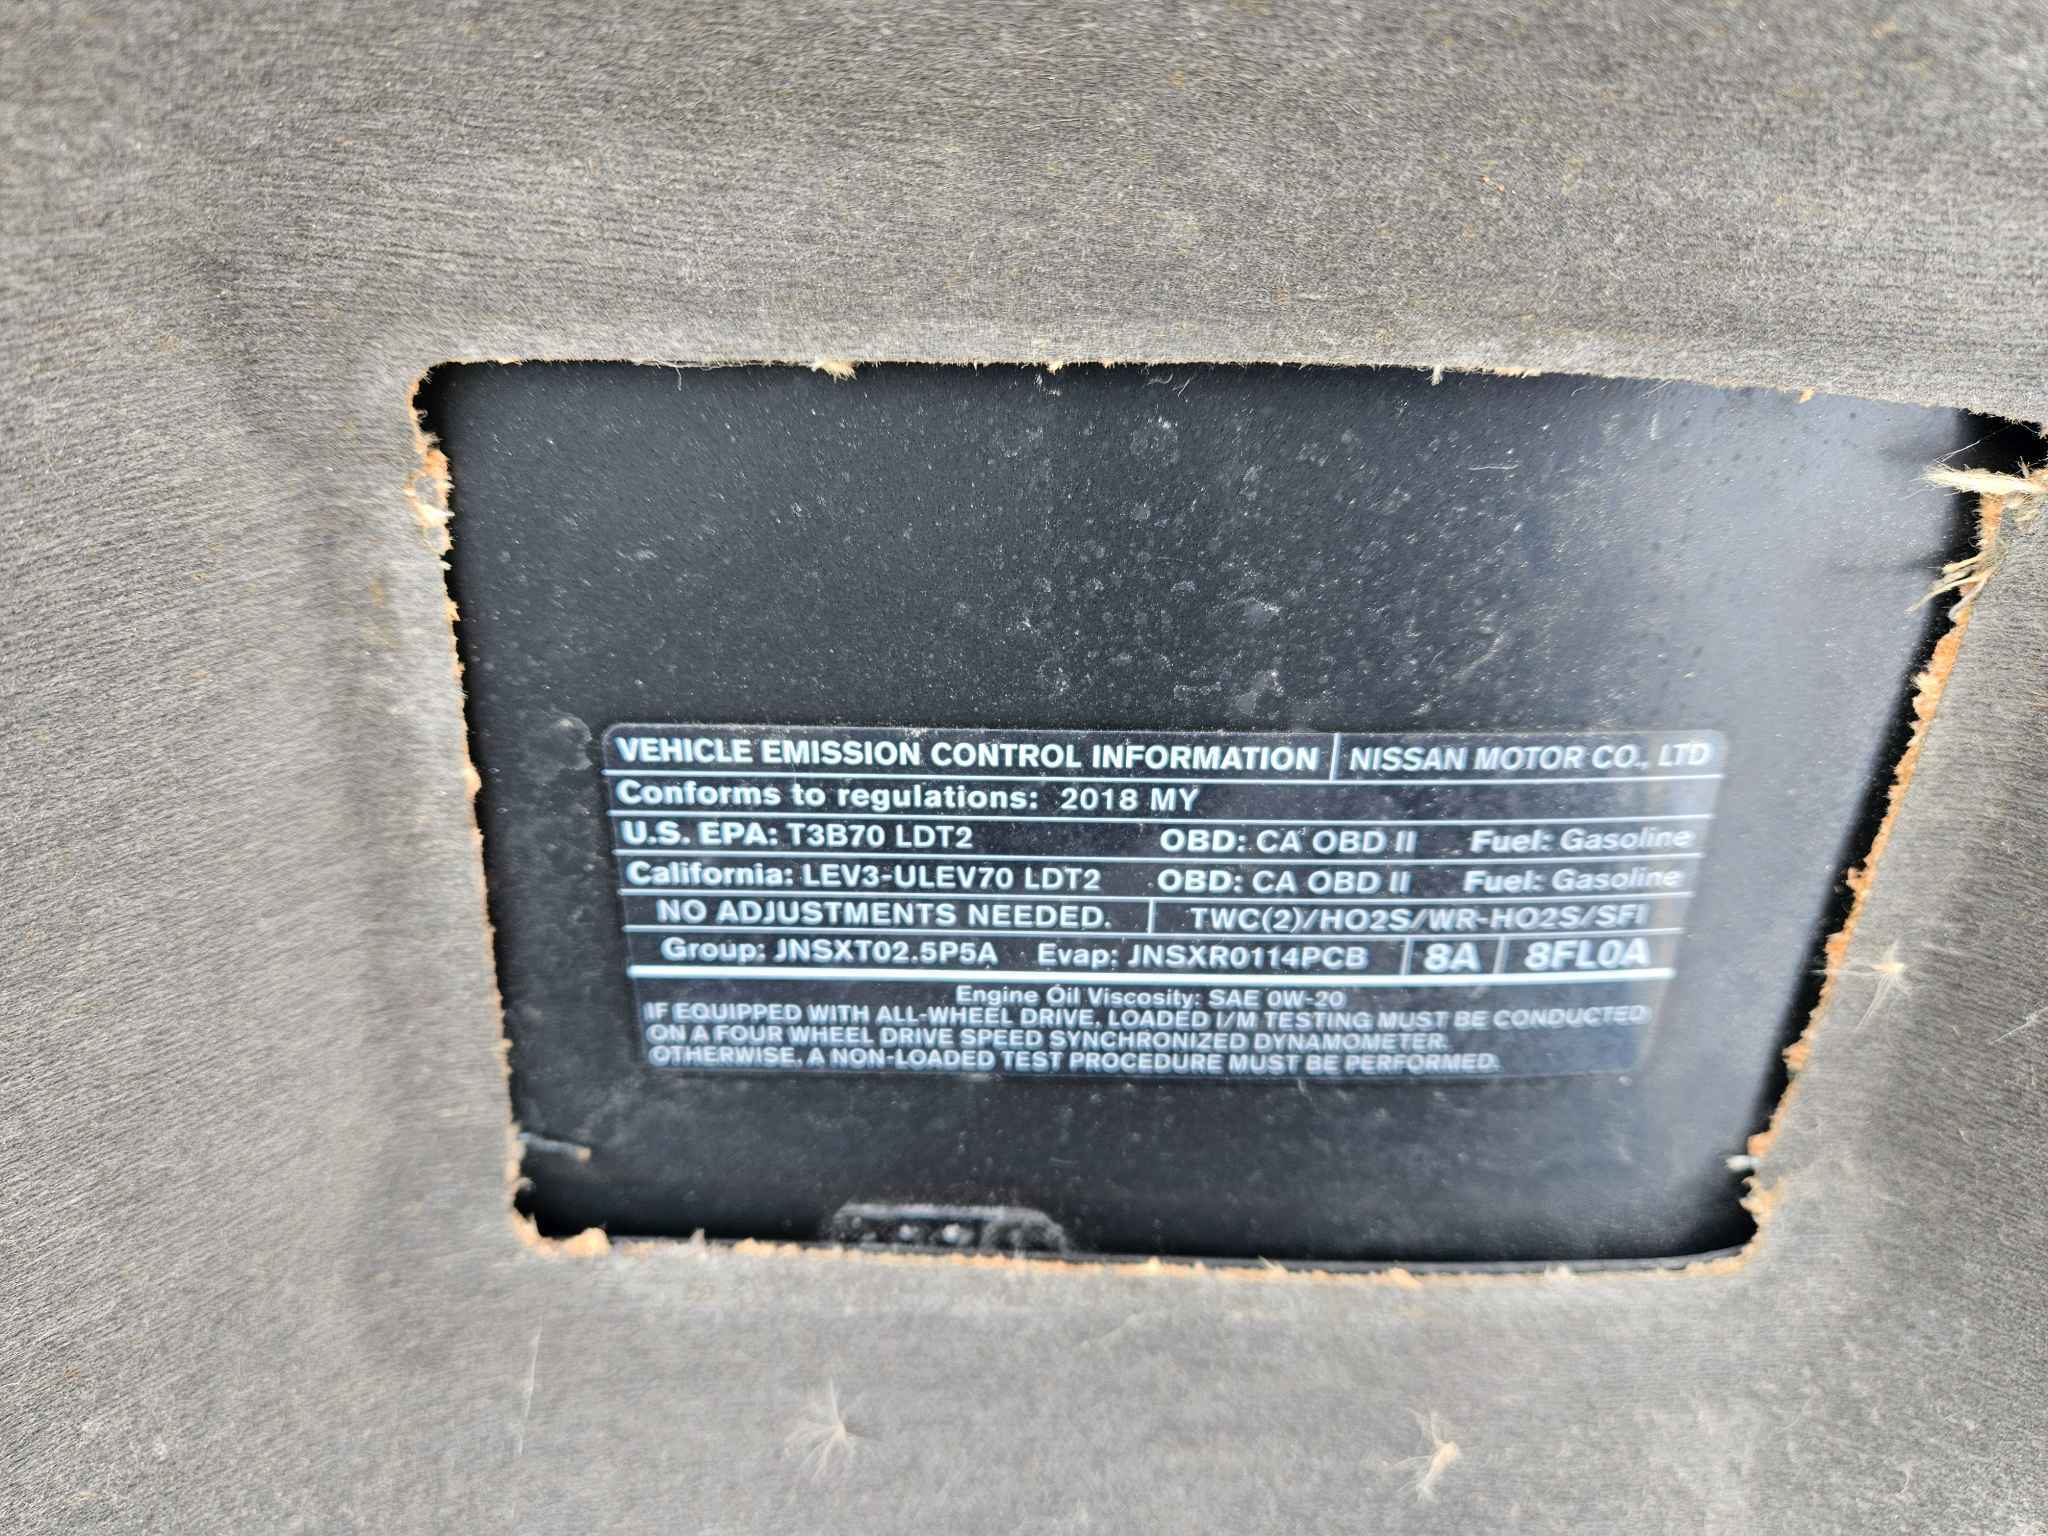 VEHICLE EMISSION CONTROL INFORMATION NISSAN MOTOR CO., LTD
Conforms to regulations: 2018 MY
U.S. EPA: T3B70 LDT2 OBD: CA OBD II Fuel: Gasoline
California: LEV3-ULEV70 LDT2 OBD: CA OBD II Fuel: Gasoline
NO ADJUSTMENTS NEEDED. TWC(2)/HO2S/WR-HO2S/SFI
Group: JNSXT02.5P5A Evap: JNSXR0114PCB 8A 8FL0A
Engine Oil Viscosity: SAE 0W-20
IF EQUIPPED WITH ALL-WHEEL DRIVE, LOADED I/M TESTING MUST BE CONDUCTED
ON A FOUR WHEEL DRIVE SPEED SYNCHRONIZED DYNAMOMETER.
OTHERWISE, A NON-LOADED TEST PROCEDURE MUST BE PERFORMED.